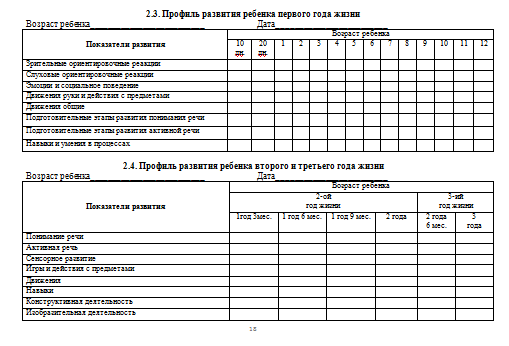 2.3. Профиль развития ребенка первого года жизни
Возраст ребенка_________________________ Дата_________________________
Показатели развития Возраст ребенка
10 20 1 2 3 4 5 6 7 8 9 10 11 12
дн дн
Зрительные ориентировочные реакции
Слуховые ориентировочные реакции
Эмоции и социальное поведение
Движения руки и действия с предметами
Движения общие
Подготовительные этапы развития понимания речи
Подготовительные этапы развития активной речи
Навыки и умения в процессах
2.4. Профиль развития ребенка второго и третьего года жизни
Возраст ребенка_________________________ Дата_________________________
Показатели развития Возраст ребенка
2-ой 3-ий
год жизни год жизни
1год 3мес. 1 год 6 мес. 1 год 9 мес. 2 года 2 года 3
6 мес. года
Понимание речи
Активная речь
Сенсорное развитие
Игры и действия с предметами
Движения
Навыки
Конструктивная деятельность
Изобразительная деятельность
18